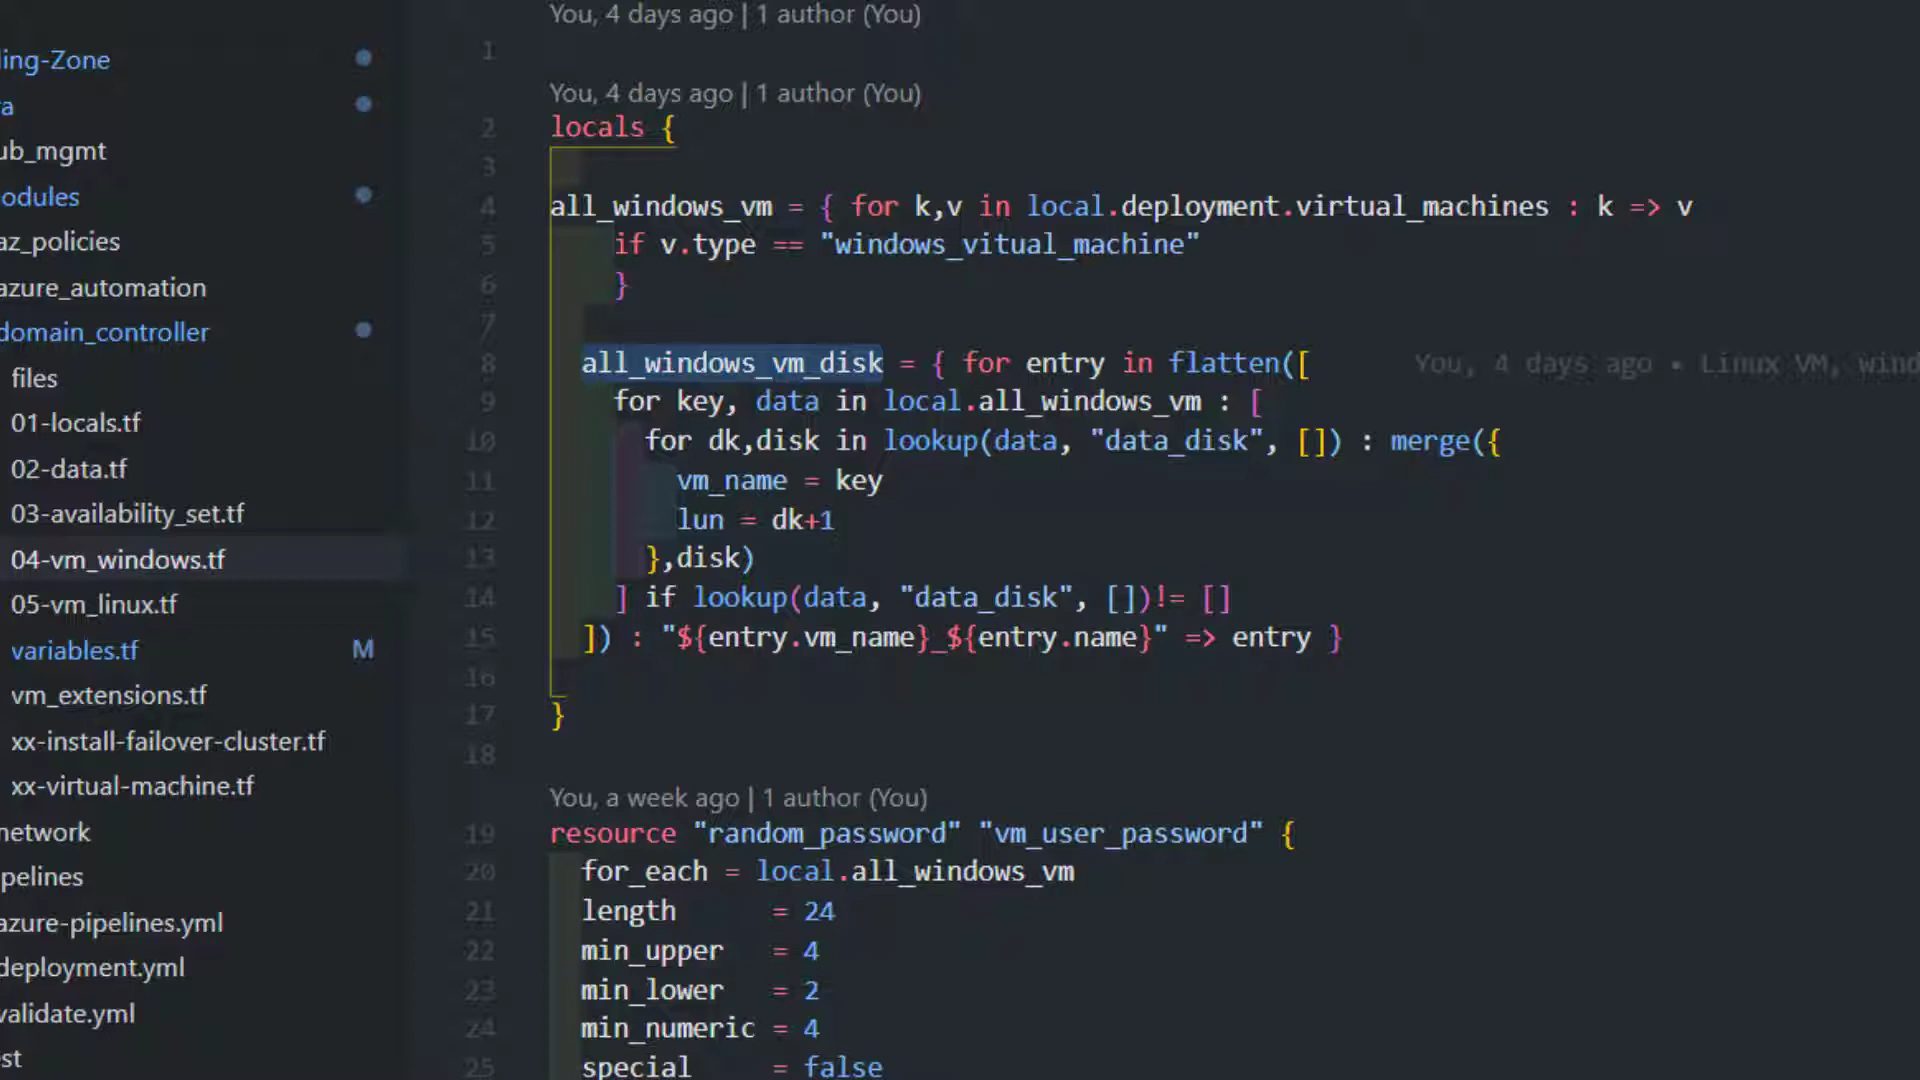 ling-Zone
a
ub_mgmt
odules
az_policies
azure_automation
domain_controller
files
01-locals.tf
02-data.tf
03-availability_set.tf
04-vm_windows.tf
05-vm_linux.tf
variables.tf M
vm_extensions.tf
xx-install-failover-cluster.tf
xx-virtual-machine.tf
network
pelines
azure-pipelines.yml
deployment.yml
validate.yml
est
You, 4 days ago | 1 author (You)
1
You, 4 days ago | 1 author (You)
2 locals {
3
4 all_windows_vm = { for k,v in local.deployment.virtual_machines : k => v
5 if v.type == "windows_vitual_machine"
6 }
7
8 all_windows_vm_disk = { for entry in flatten([ You, 4 days ago • Linux VM, wind
9 for key, data in local.all_windows_vm : [
10 for dk,disk in lookup(data, "data_disk", []) : merge({
11 vm_name = key
12 lun = dk+1
13 },disk)
14 ] if lookup(data, "data_disk", [])!= []
15 ]) : "${entry.vm_name}_${entry.name}" => entry }
16
17 }
18
You, a week ago | 1 author (You)
19 resource "random_password" "vm_user_password" {
20 for_each = local.all_windows_vm
21 length = 24
22 min_upper = 4
23 min_lower = 2
24 min_numeric = 4
25 special = false